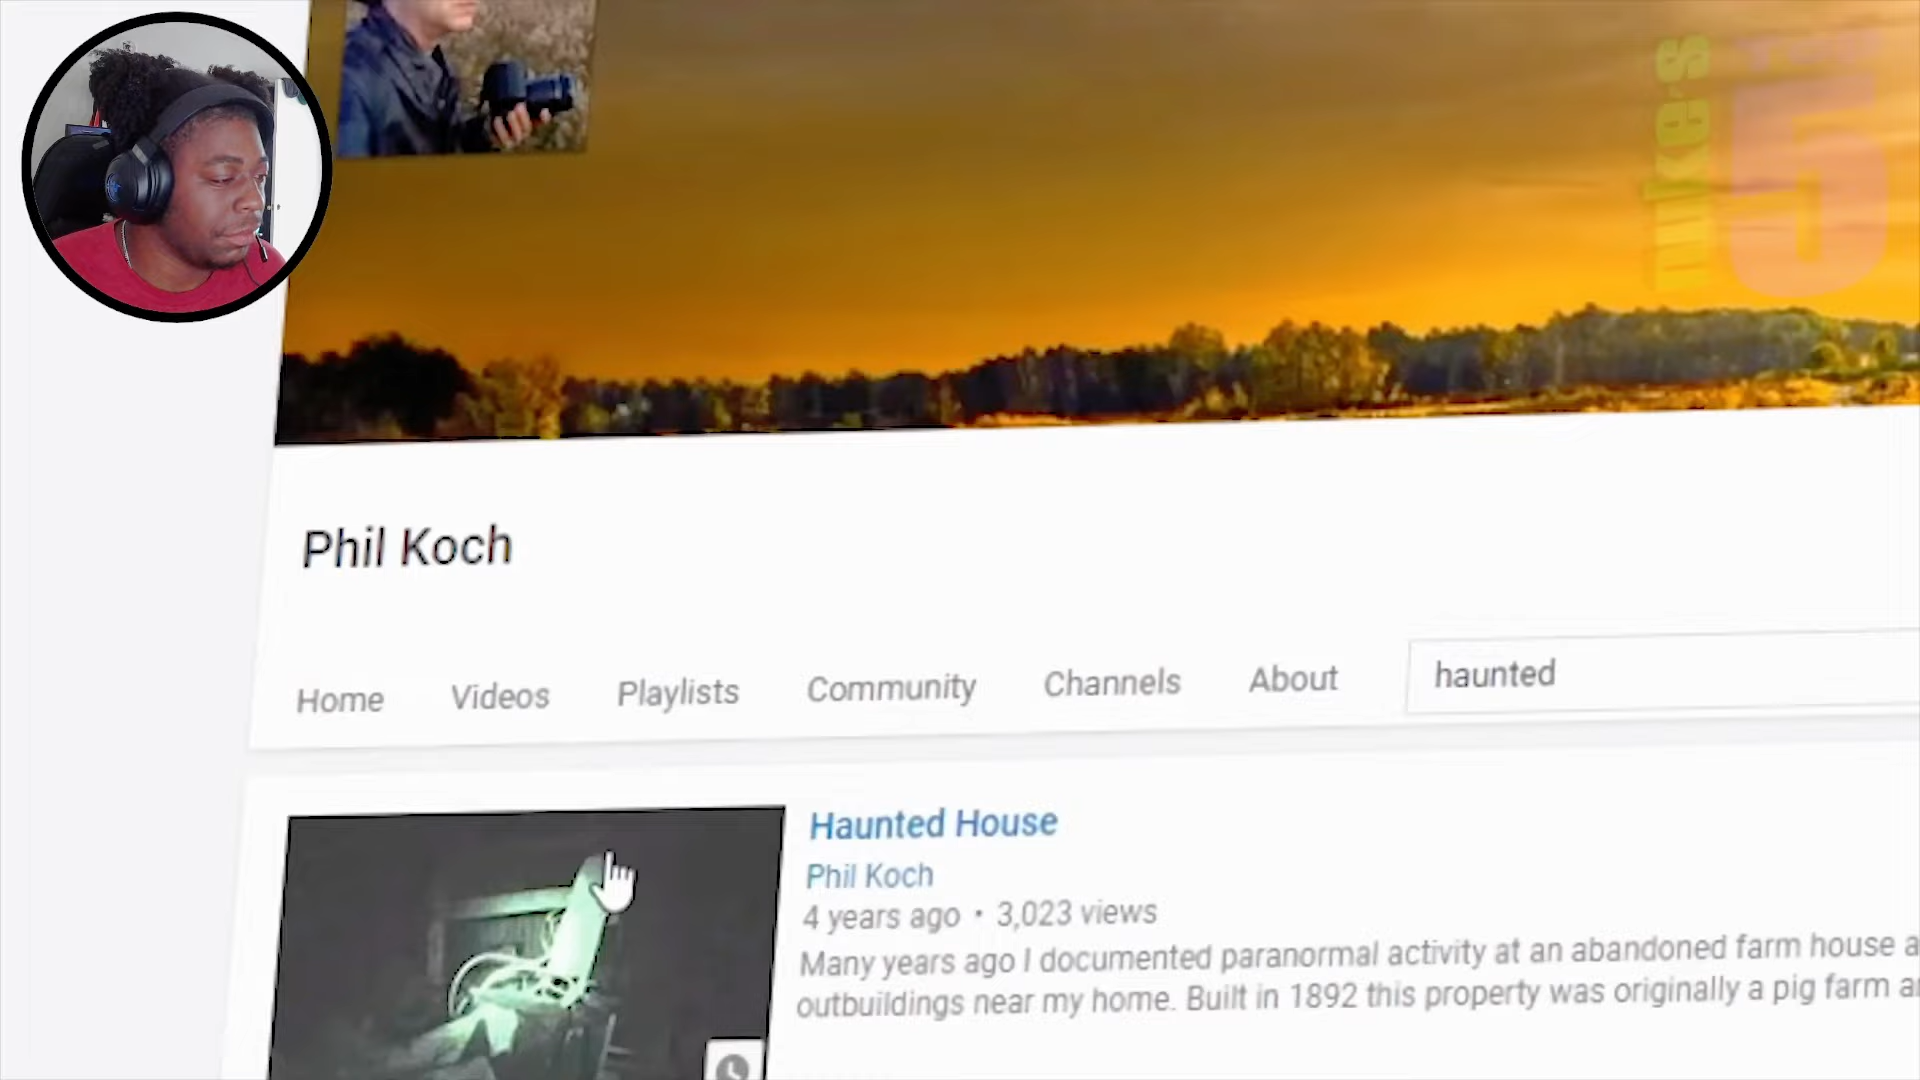 nuke's
5
Phil Koch
Home Videos Playlists Community Channels About haunted
Haunted House
Phil Koch
4 years ago • 3,023 views
Many years ago I documented paranormal activity at an abandoned farm house
outbuildings near my home. Built in 1892 this property was originally a pig farm